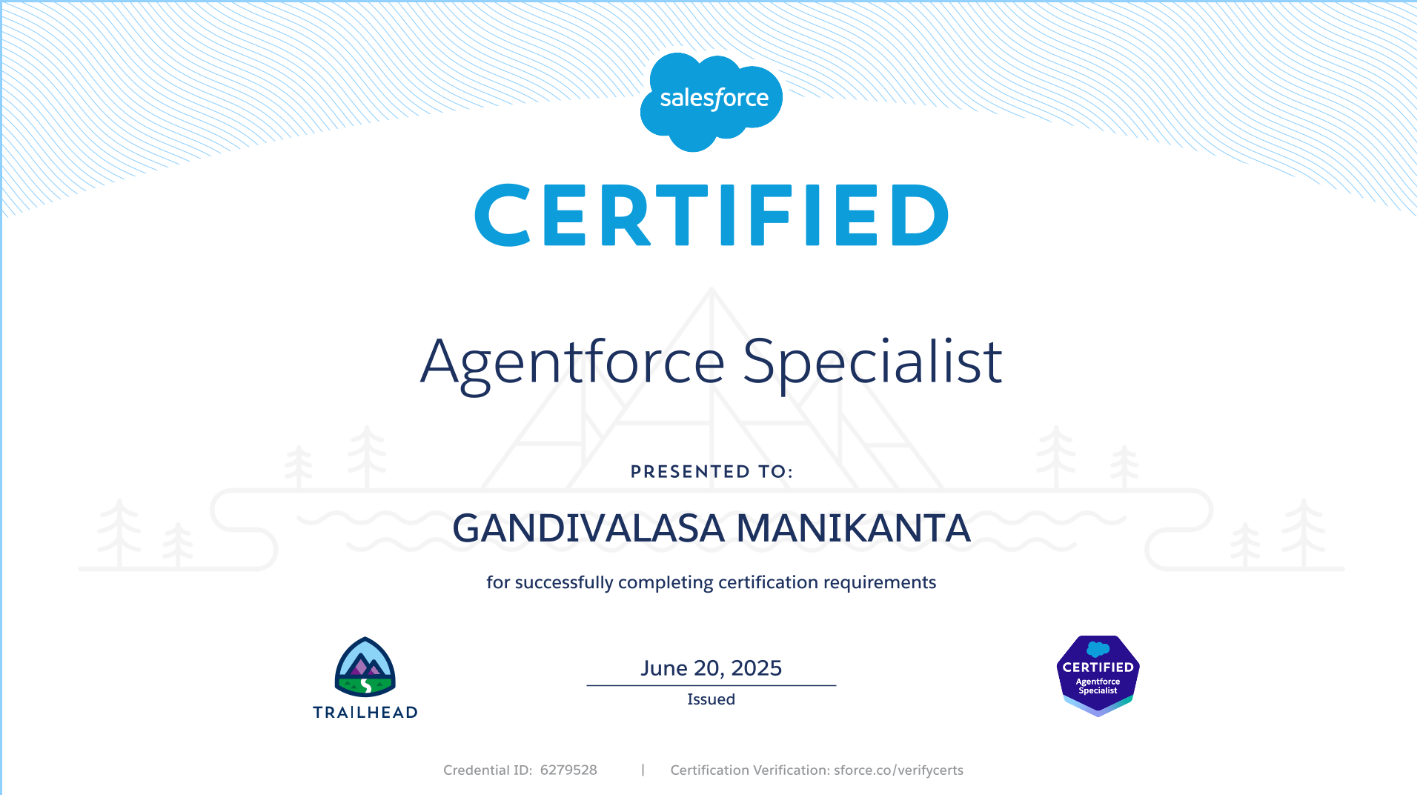 salesforce
CERTIFIED
Agentforce Specialist
PRESENTED TO:
GANDIVALASA MANIKANTA
for successfully completing certification requirements
June 20, 2025
Issued
TRAILHEAD
CERTIFIED
Agentforce
Specialist
Credential ID: 6279528 | Certification Verification: sforce.co/verifycerts